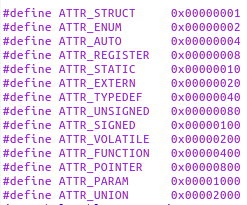 #define ATTR_STRUCT 0x00000001
#define ATTR_ENUM 0x00000002
#define ATTR_AUTO 0x00000004
#define ATTR_REGISTER 0x00000008
#define ATTR_STATIC 0x00000010
#define ATTR_EXTERN 0x00000020
#define ATTR_TYPEDEF 0x00000040
#define ATTR_UNSIGNED 0x00000080
#define ATTR_SIGNED 0x00000100
#define ATTR_VOLATILE 0x00000200
#define ATTR_FUNCTION 0x00000400
#define ATTR_POINTER 0x00000800
#define ATTR_PARAM 0x00001000
#define ATTR_UNION 0x00002000